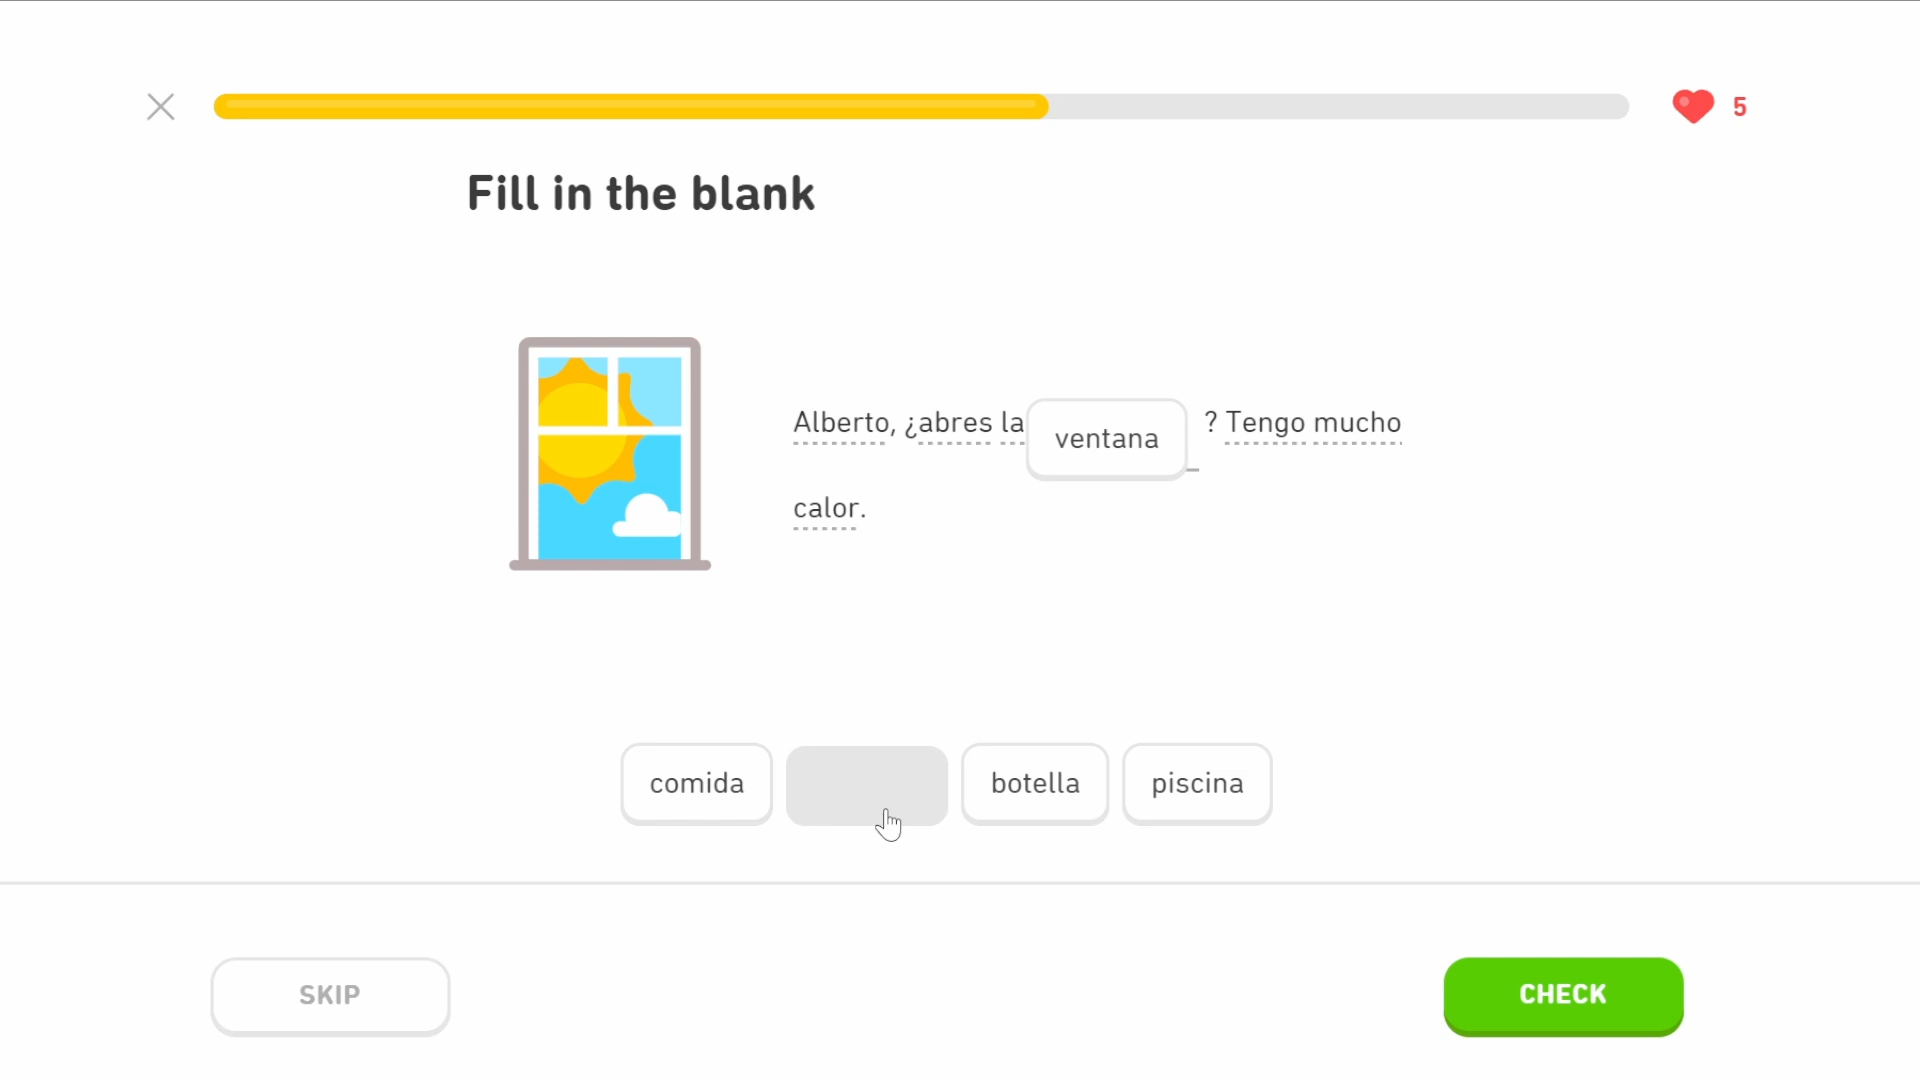 5
Fill in the blank
Alberto, ¿abres la ventana ? Tengo mucho
calor.
comida botella piscina
SKIP CHECK